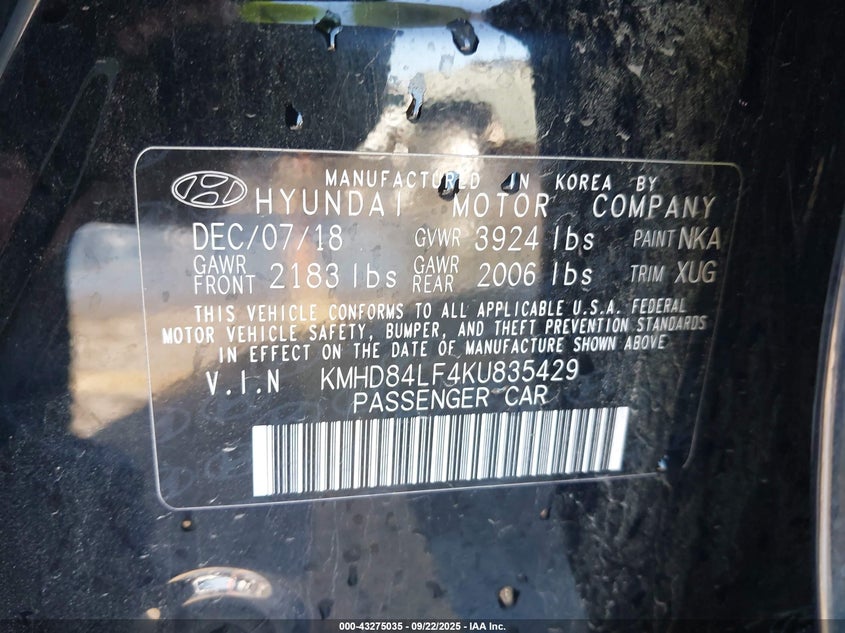 MANUFACTURED IN KOREA BY
HYUNDAI MOTOR COMPANY
DEC/07/18 GVWR 3924 lbs PAINT NKA
GAWR FRONT 2183 lbs GAWR REAR 2006 lbs TRIM XUG
THIS VEHICLE CONFORMS TO ALL APPLICABLE U.S.A. FEDERAL
MOTOR VEHICLE SAFETY, BUMPER, AND THEFT PREVENTION STANDARDS
IN EFFECT ON THE DATE OF MANUFACTURE SHOWN ABOVE
V.I.N KMHD84LF4KU835429
PASSENGER CAR
000-43275035 - 09/22/2025 - IAA Inc.